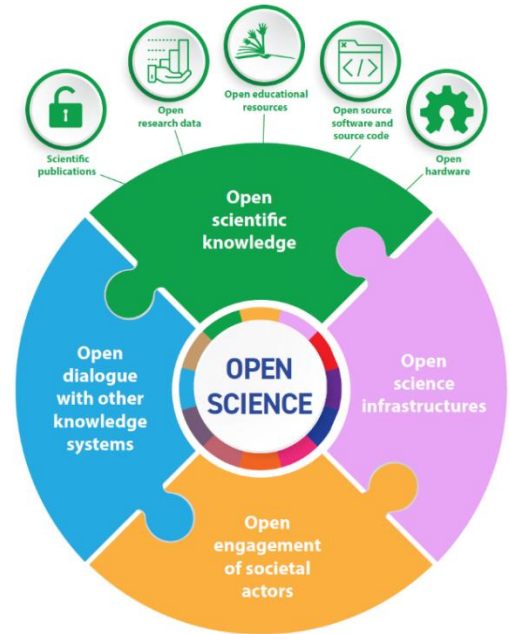 Scientific
publications
Open
research data
Open educational
resources
</>
Open source
software and
source code
Open
hardware
Open
scientific
knowledge
Open
dialogue
with other
knowledge
systems
OPEN
SCIENCE
Open
science
infrastructures
Open
engagement
of societal
actors